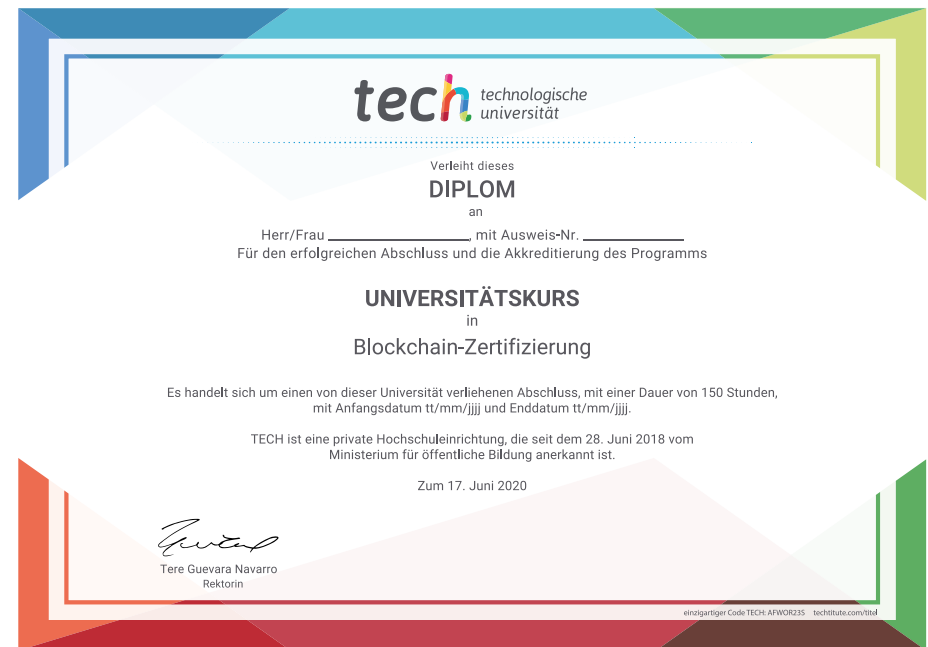 tech technologische
universität
Verleiht dieses
DIPLOM
an
Herr/Frau ____________________, mit Ausweis-Nr. ______________
Für den erfolgreichen Abschluss und die Akkreditierung des Programms
UNIVERSITÄTSKURS
in
Blockchain-Zertifizierung
Es handelt sich um einen von dieser Universität verliehenen Abschluss, mit einer Dauer von 150 Stunden,
mit Anfangsdatum tt/mm/jjjj und Enddatum tt/mm/jjjj.
TECH ist eine private Hochschuleinrichtung, die seit dem 28. Juni 2018 vom
Ministerium für öffentliche Bildung anerkannt ist.
Zum 17. Juni 2020
Tere Guevara Navarro
Rektorin
einzigartiger Code TECH: AFWOR23S techtitute.com/titel